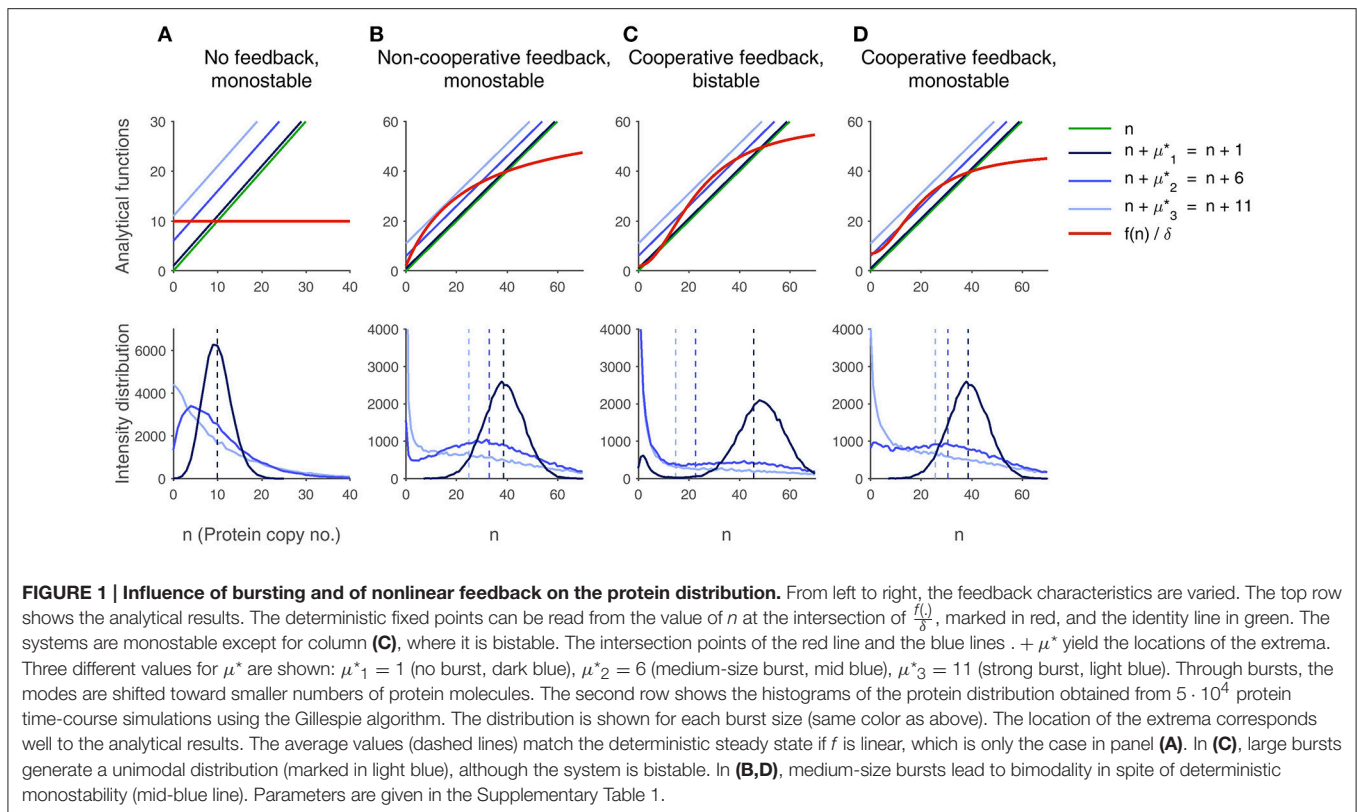 A
No feedback,
monostable
B
Non-cooperative feedback,
monostable
C
Cooperative feedback,
bistable
D
Cooperative feedback,
monostable
Analytical functions
30
20
10
0
0 10 20 30 40
60
40
20
0
0 20 40 60
60
40
20
0
0 20 40 60
60
40
20
0
0 20 40 60
n
n + μ*₁ = n + 1
n + μ*₂ = n + 6
n + μ*₃ = n + 11
f(n) / δ
Intensity distribution
6000
4000
2000
0
0 10 20 30 40
n (Protein copy no.)
4000
3000
2000
1000
0
0 20 40 60
n
4000
3000
2000
1000
0
0 20 40 60
n
4000
3000
2000
1000
0
0 20 40 60
n
FIGURE 1 | Influence of bursting and of nonlinear feedback on the protein distribution. From left to right, the feedback characteristics are varied. The top row
shows the analytical results. The deterministic fixed points can be read from the value of n at the intersection of f(.)/δ, marked in red, and the identity line in green. The
systems are monostable except for column (C), where it is bistable. The intersection points of the red line and the blue lines . + μ* yield the locations of the extrema.
Three different values for μ* are shown: μ*₁ = 1 (no burst, dark blue), μ*₂ = 6 (medium-size burst, mid blue), μ*₃ = 11 (strong burst, light blue). Through bursts, the
modes are shifted toward smaller numbers of protein molecules. The second row shows the histograms of the protein distribution obtained from 5 · 10⁴ protein
time-course simulations using the Gillespie algorithm. The distribution is shown for each burst size (same color as above). The location of the extrema corresponds
well to the analytical results. The average values (dashed lines) match the deterministic steady state if f is linear, which is only the case in panel (A). In (C), large bursts
generate a unimodal distribution (marked in light blue), although the system is bistable. In (B,D), medium-size bursts lead to bimodality in spite of deterministic
monostability (mid-blue line). Parameters are given in the Supplementary Table 1.